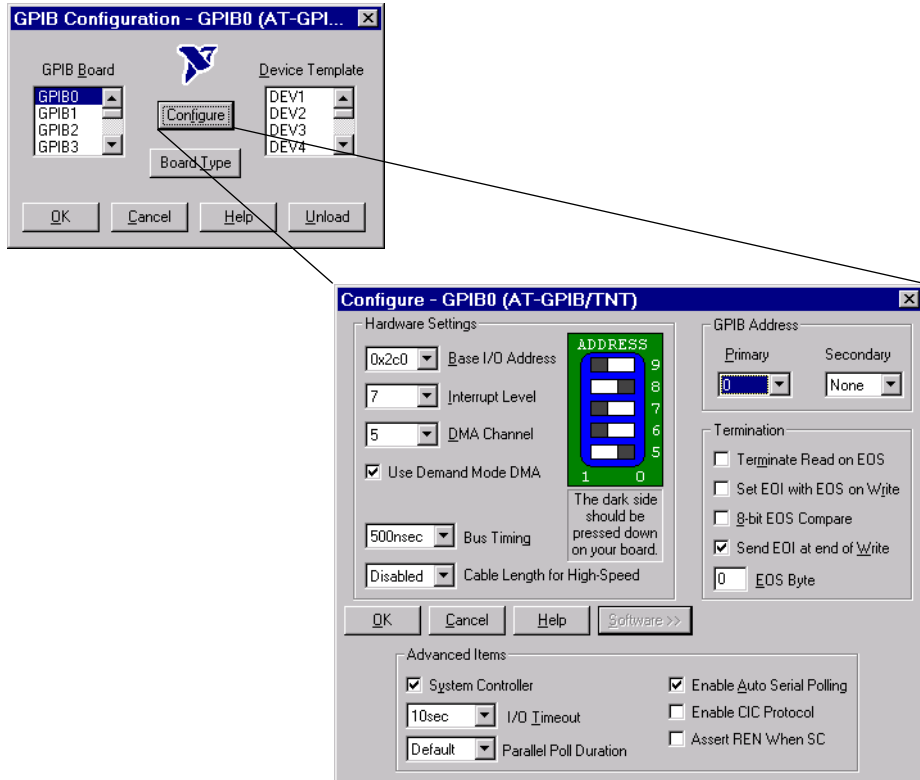 GPIB Configuration - GPIB0 (AT-GPI...
GPIB Board
Device Template
GPIB0
GPIB1
GPIB2
GPIB3
Configure
DEV1
DEV2
DEV3
DEV4
Board Type
OK
Cancel
Help
Unload
Configure - GPIB0 (AT-GPIB/TNT)
Hardware Settings
0x2c0
Base I/O Address
7
Interrupt Level
5
DMA Channel
Use Demand Mode DMA
500nsec
Bus Timing
Disabled
Cable Length for High-Speed
ADDRESS
9
8
7
6
5
1 0
The dark side
should be
pressed down
on your board.
GPIB Address
Primary
Secondary
0
None
Termination
Terminate Read on EOS
Set EOI with EOS on Write
8-bit EOS Compare
Send EOI at end of Write
0
EOS Byte
OK
Cancel
Help
Software >>
Advanced Items
System Controller
10sec
I/O Timeout
Default
Parallel Poll Duration
Enable Auto Serial Polling
Enable CIC Protocol
Assert REN When SC